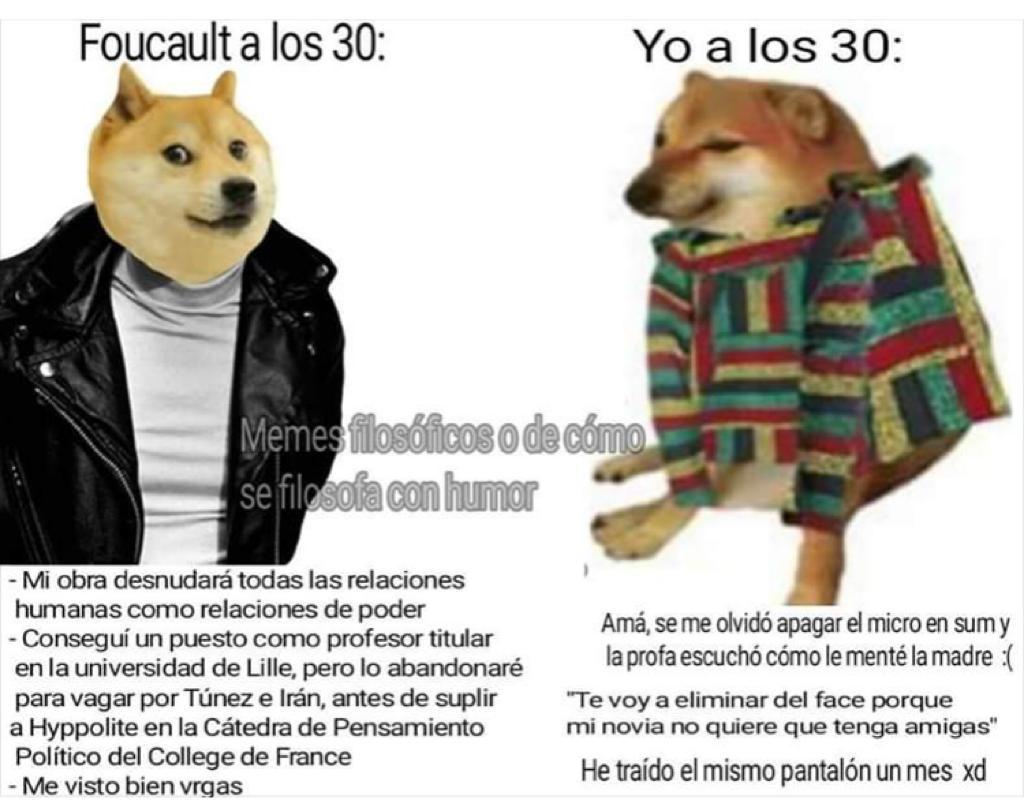 Foucault a los 30:
Yo a los 30:
Memes filosóficos o de cómo
se filosofa con humor
- Mi obra desnudará todas las relaciones
humanas como relaciones de poder
- Conseguí un puesto como profesor titular
en la universidad de Lille, pero lo abandonaré
para vagar por Túnez e Irán, antes de suplir
a Hyppolite en la Cátedra de Pensamiento
Político del College de France
- Me visto bien vrgas
Amá, se me olvidó apagar el micro en sum y
la profa escuchó cómo le menté la madre :(
"Te voy a eliminar del face porque
mi novia no quiere que tenga amigas"
He traído el mismo pantalón un mes xd